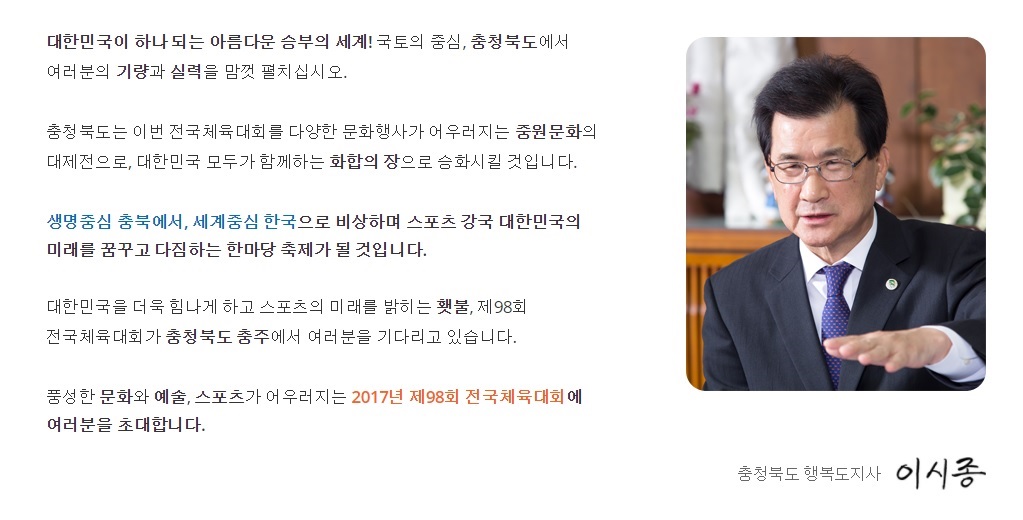 대한민국이 하나 되는 아름다운 승부의 세계! 국토의 중심, 충청북도에서
여러분의 기량과 실력을 맘껏 펼치십시오.
충청북도는 이번 전국체육대회를 다양한 문화행사가 어우러지는 중원문화의
대제전으로, 대한민국 모두가 함께하는 화합의 장으로 승화시킬 것입니다.
생명중심 충북에서, 세계중심 한국으로 비상하며 스포츠 강국 대한민국의
미래를 꿈꾸고 다짐하는 한마당 축제가 될 것입니다.
대한민국을 더욱 힘나게 하고 스포츠의 미래를 밝히는 횃불, 제98회
전국체육대회가 충청북도 충주에서 여러분을 기다리고 있습니다.
풍성한 문화와 예술, 스포츠가 어우러지는 2017년 제98회 전국체육대회에
여러분을 초대합니다.
충청북도 행복도지사 이시종